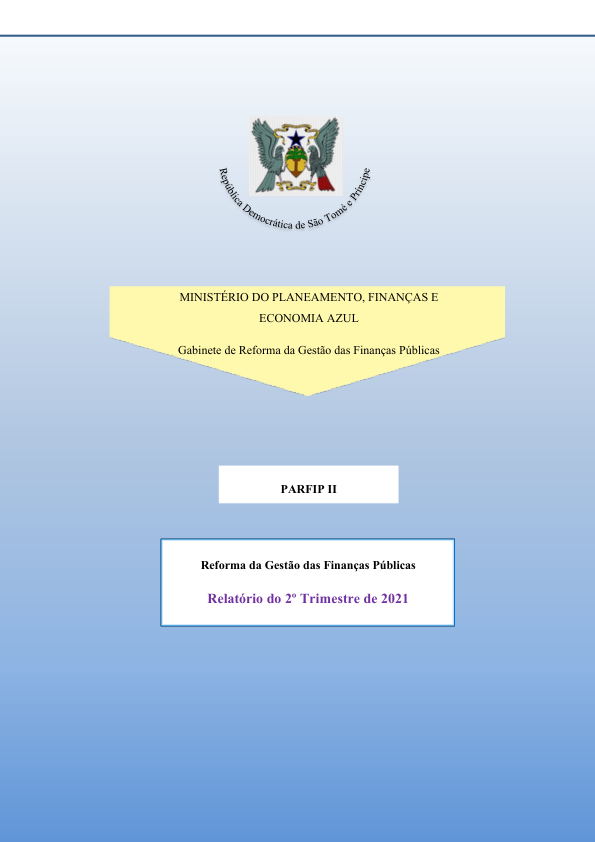 República Democrática de São Tomé e Príncipe
MINISTÉRIO DO PLANEAMENTO, FINANÇAS E
ECONOMIA AZUL
Gabinete de Reforma da Gestão das Finanças Públicas
PARFIP II
Reforma da Gestão das Finanças Públicas
Relatório do 2º Trimestre de 2021